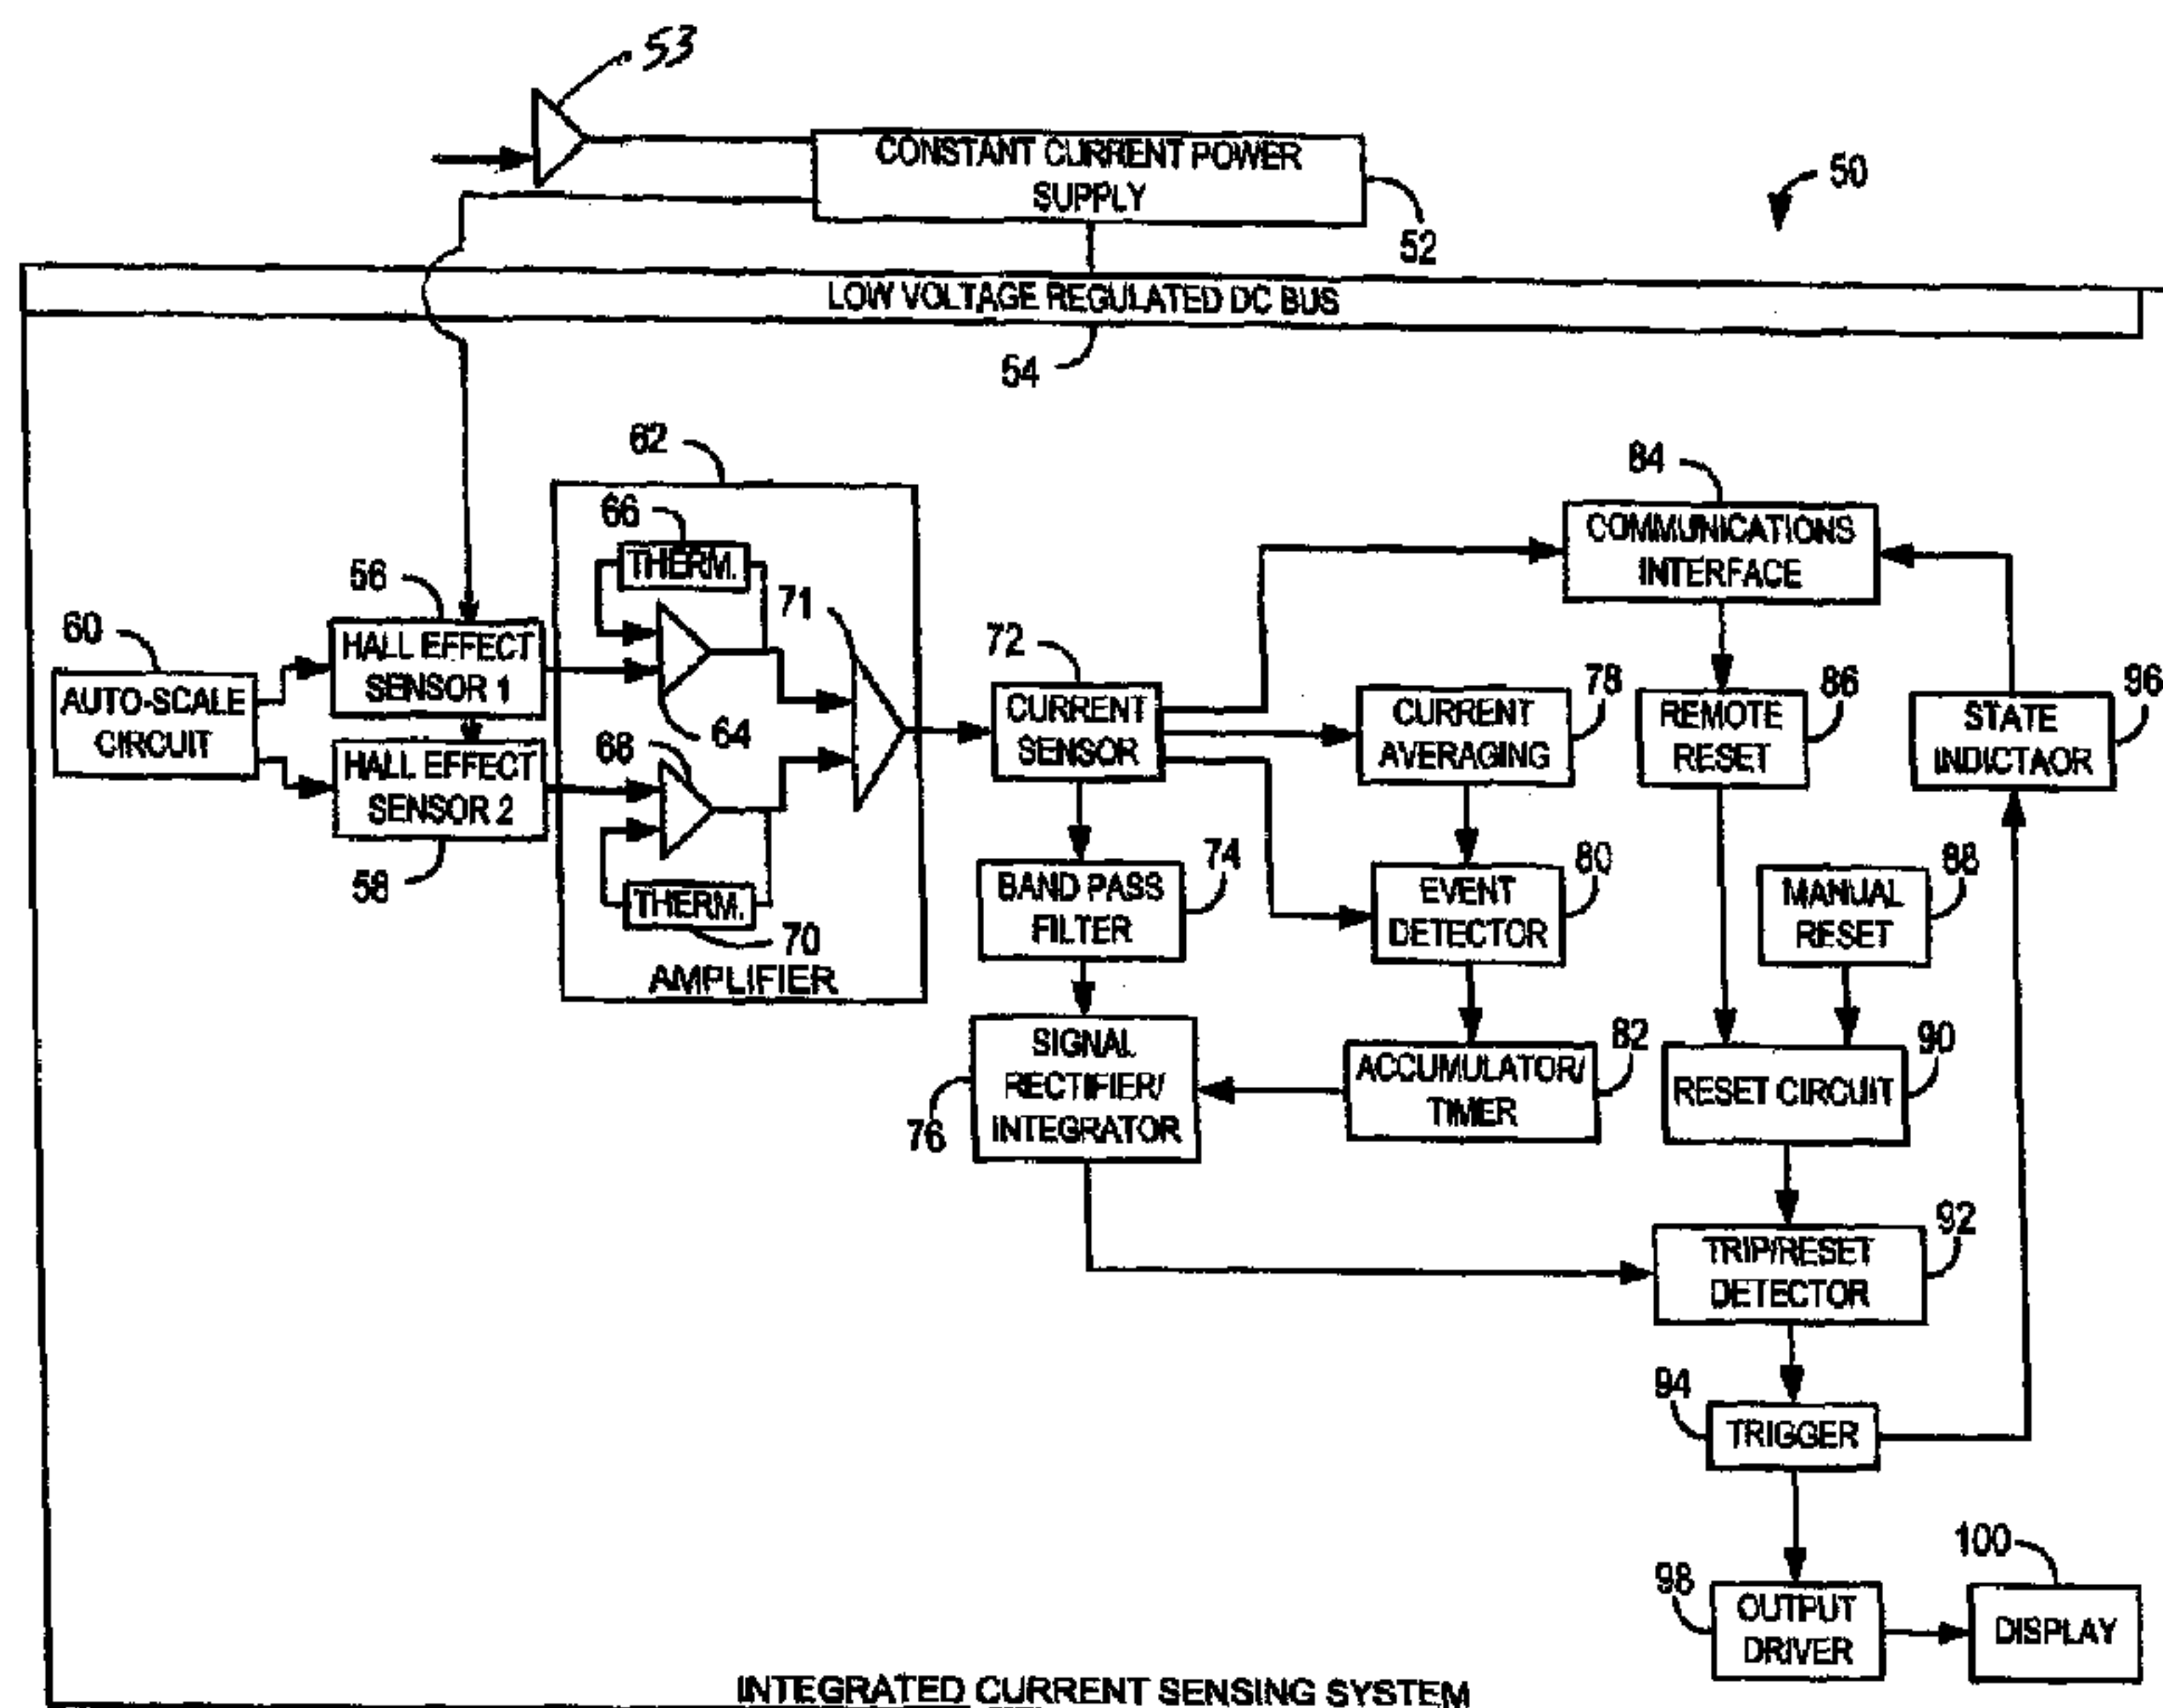 53
CONSTANT CURRENT POWER
SUPPLY
52
50
LOW VOLTAGE REGULATED DC BUS
54
62
66
THERM.
71
56
HALL EFFECT
SENSOR 1
60
AUTO-SCALE
CIRCUIT
HALL EFFECT
SENSOR 2
58
64
68
THERM.
70
AMPLIFIER
72
CURRENT
SENSOR
84
COMMUNICATIONS
INTERFACE
78
CURRENT
AVERAGING
REMOTE
RESET
86
STATE
INDICTAOR
96
BAND PASS
FILTER
74
EVENT
DETECTOR
80
MANUAL
RESET
88
SIGNAL
RECTIFIER/
INTEGRATOR
76
ACCUMULATOR/
TIMER
82
RESET CIRCUIT
90
TRIP/RESET
DETECTOR
92
94
TRIGGER
98
OUTPUT
DRIVER
100
DISPLAY
INTEGRATED CURRENT SENSING SYSTEM